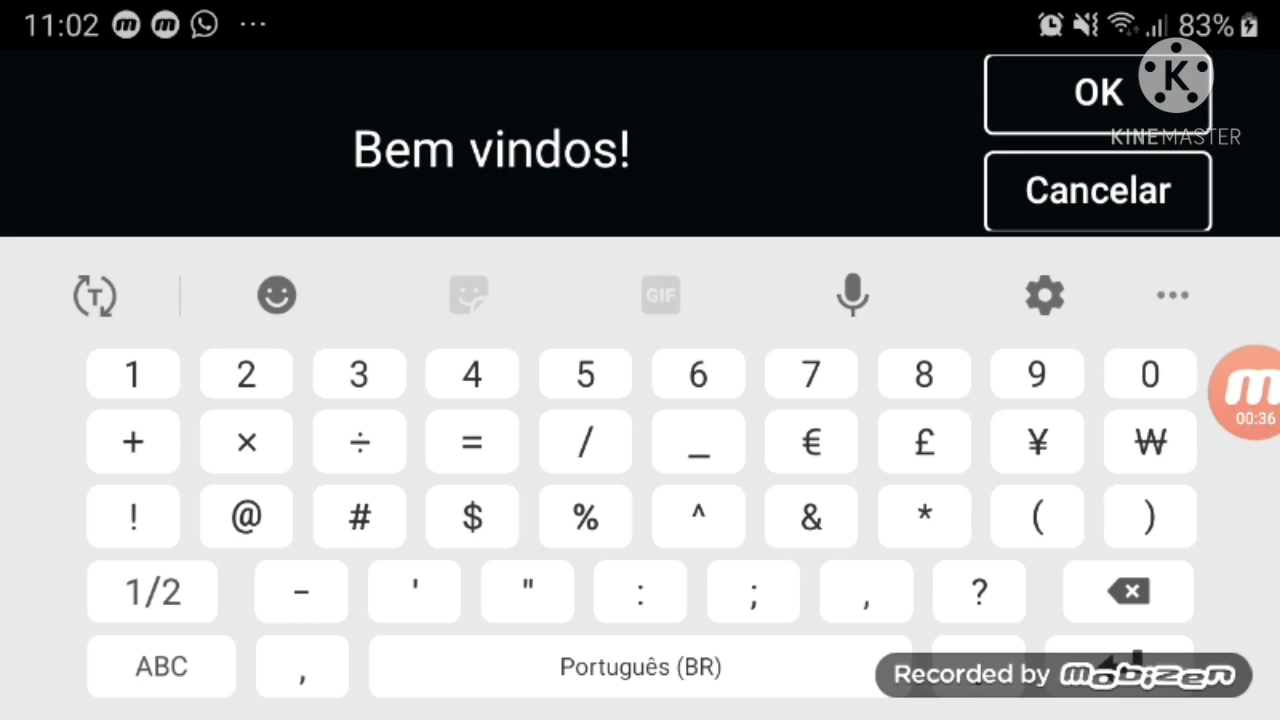 11:02 83%
OK
KINEMASTER
Bem vindos!
Cancelar
T GIF
1 2 3 4 5 6 7 8 9 0
+ × ÷ = / _ € £ ¥ ₩
00:36
! @ # $ % ^ & * ( )
1/2 - ' " : ; , ?
ABC , Português (BR)
Recorded by mobizen